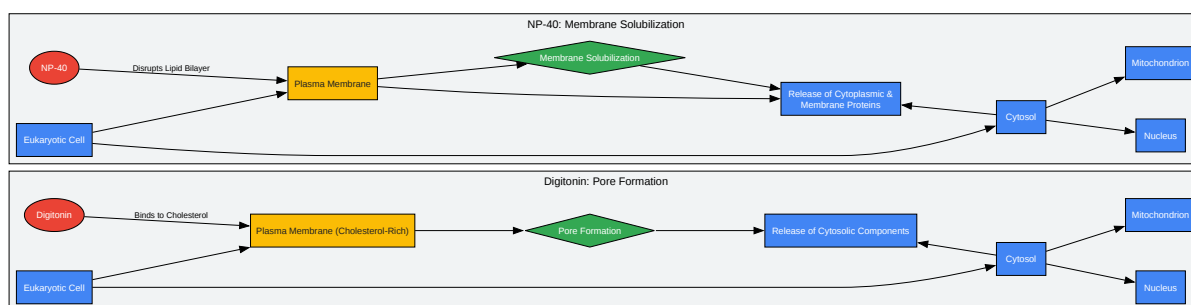 NP-40: Membrane Solubilization
NP-40
Disrupts Lipid Bilayer
Plasma Membrane
Membrane Solubilization
Release of Cytoplasmic &
Membrane Proteins
Mitochondrion
Cytosol
Nucleus
Eukaryotic Cell
Digitonin: Pore Formation
Digitonin
Binds to Cholesterol
Plasma Membrane (Cholesterol-Rich)
Pore Formation
Release of Cytosolic Components
Mitochondrion
Cytosol
Nucleus
Eukaryotic Cell